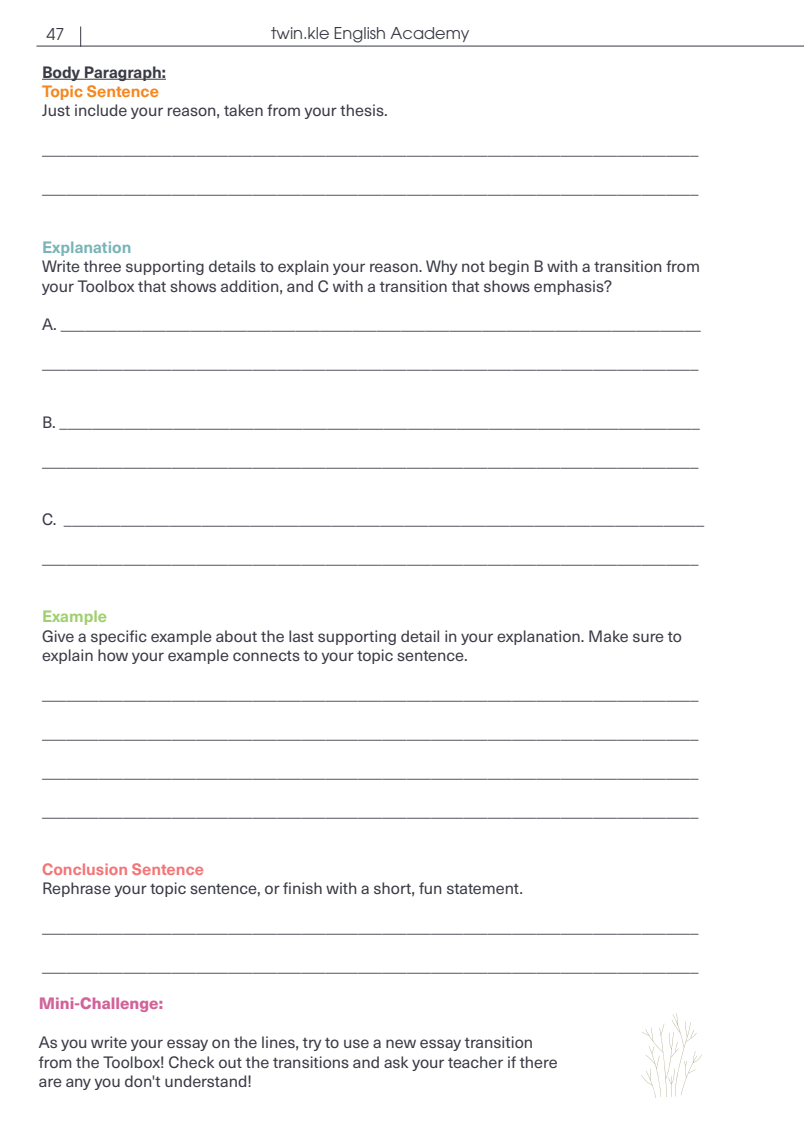 47 | twin.kle English Academy
Body Paragraph:
Topic Sentence
Just include your reason, taken from your thesis.
Explanation
Write three supporting details to explain your reason. Why not begin B with a transition from
your Toolbox that shows addition, and C with a transition that shows emphasis?
A.
B.
C.
Example
Give a specific example about the last supporting detail in your explanation. Make sure to
explain how your example connects to your topic sentence.
Conclusion Sentence
Rephrase your topic sentence, or finish with a short, fun statement.
Mini-Challenge:
As you write your essay on the lines, try to use a new essay transition
from the Toolbox! Check out the transitions and ask your teacher if there
are any you don't understand!